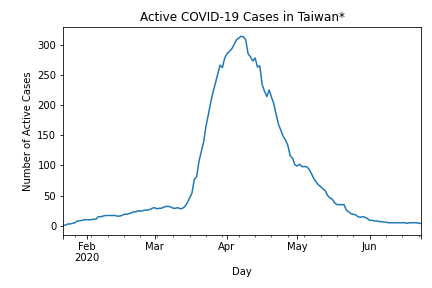 Active COVID-19 Cases in Taiwan*
Number of Active Cases
300
250
200
150
100
50
0
Feb
2020
Mar
Apr
May
Jun
Day